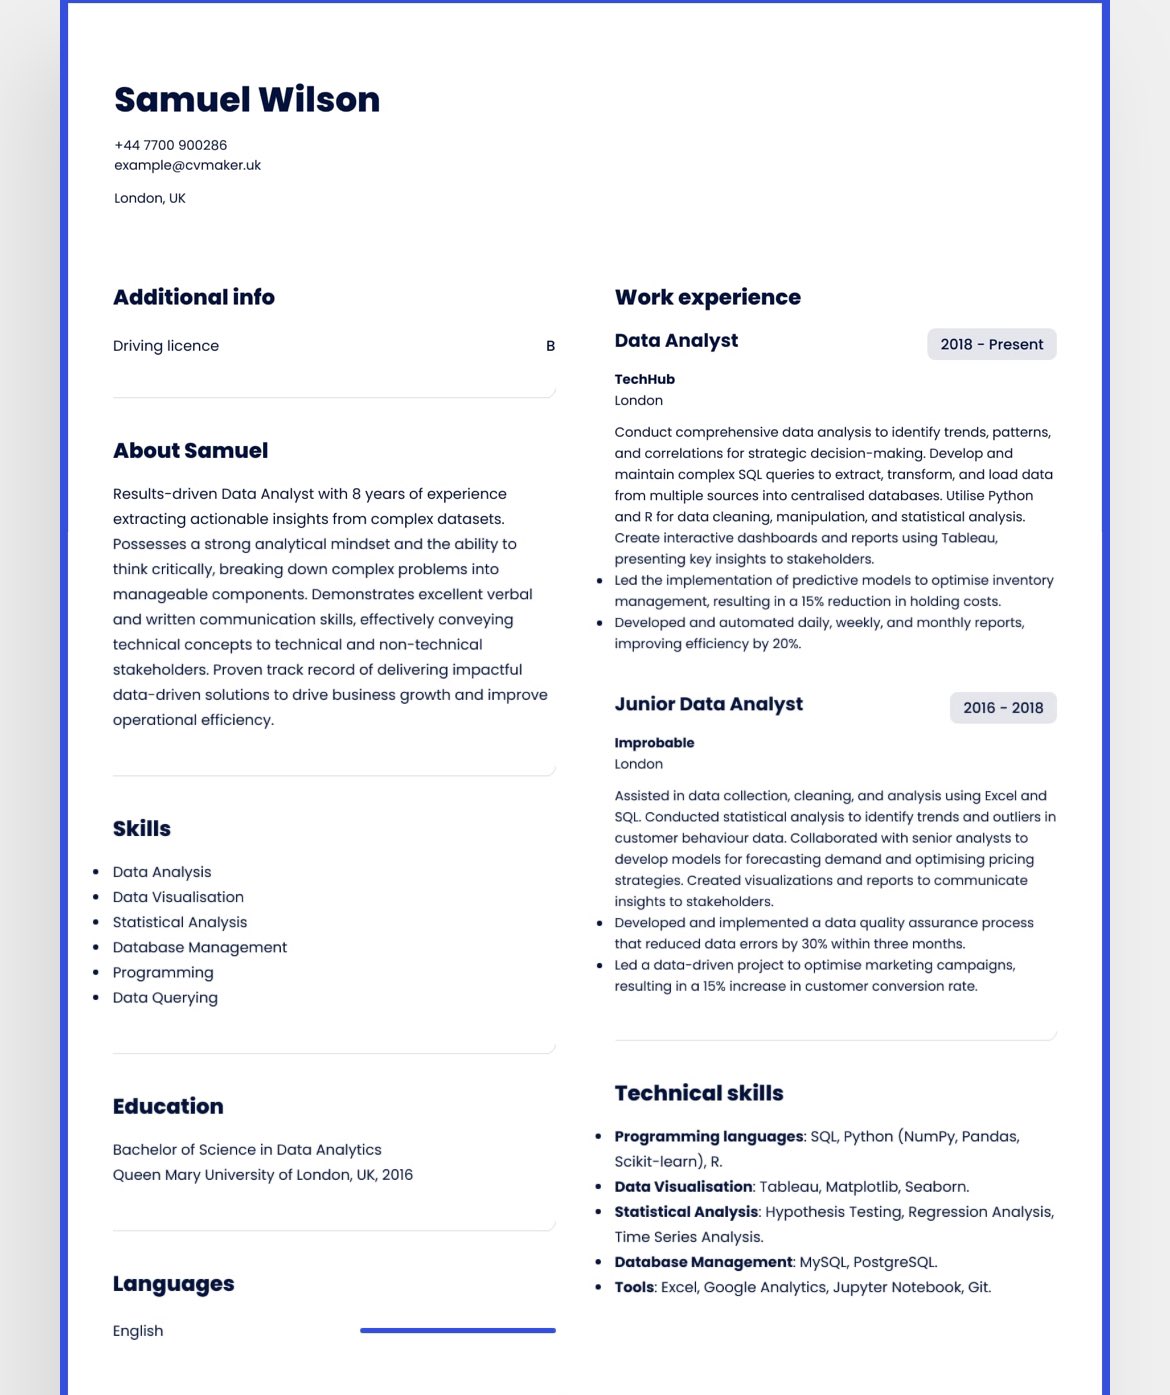 Samuel Wilson
+44 7700 900286
example@cvmaker.uk
London, UK
Additional info
Driving licence B
About Samuel
Results-driven Data Analyst with 8 years of experience
extracting actionable insights from complex datasets.
Possesses a strong analytical mindset and the ability to
think critically, breaking down complex problems into
manageable components. Demonstrates excellent verbal
and written communication skills, effectively conveying
technical concepts to technical and non-technical
stakeholders. Proven track record of delivering impactful
data-driven solutions to drive business growth and improve
operational efficiency.
Skills
• Data Analysis
• Data Visualisation
• Statistical Analysis
• Database Management
• Programming
• Data Querying
Education
Bachelor of Science in Data Analytics
Queen Mary University of London, UK, 2016
Languages
English
Work experience
Data Analyst 2018 - Present
TechHub
London
Conduct comprehensive data analysis to identify trends, patterns,
and correlations for strategic decision-making. Develop and
maintain complex SQL queries to extract, transform, and load data
from multiple sources into centralised databases. Utilise Python
and R for data cleaning, manipulation, and statistical analysis.
Create interactive dashboards and reports using Tableau,
presenting key insights to stakeholders.
• Led the implementation of predictive models to optimise inventory
management, resulting in a 15% reduction in holding costs.
• Developed and automated daily, weekly, and monthly reports,
improving efficiency by 20%.
Junior Data Analyst 2016 - 2018
Improbable
London
Assisted in data collection, cleaning, and analysis using Excel and
SQL. Conducted statistical analysis to identify trends and outliers in
customer behaviour data. Collaborated with senior analysts to
develop models for forecasting demand and optimising pricing
strategies. Created visualizations and reports to communicate
insights to stakeholders.
• Developed and implemented a data quality assurance process
that reduced data errors by 30% within three months.
• Led a data-driven project to optimise marketing campaigns,
resulting in a 15% increase in customer conversion rate.
Technical skills
• Programming languages: SQL, Python (NumPy, Pandas,
Scikit-learn), R.
• Data Visualisation: Tableau, Matplotlib, Seaborn.
• Statistical Analysis: Hypothesis Testing, Regression Analysis,
Time Series Analysis.
• Database Management: MySQL, PostgreSQL.
• Tools: Excel, Google Analytics, Jupyter Notebook, Git.